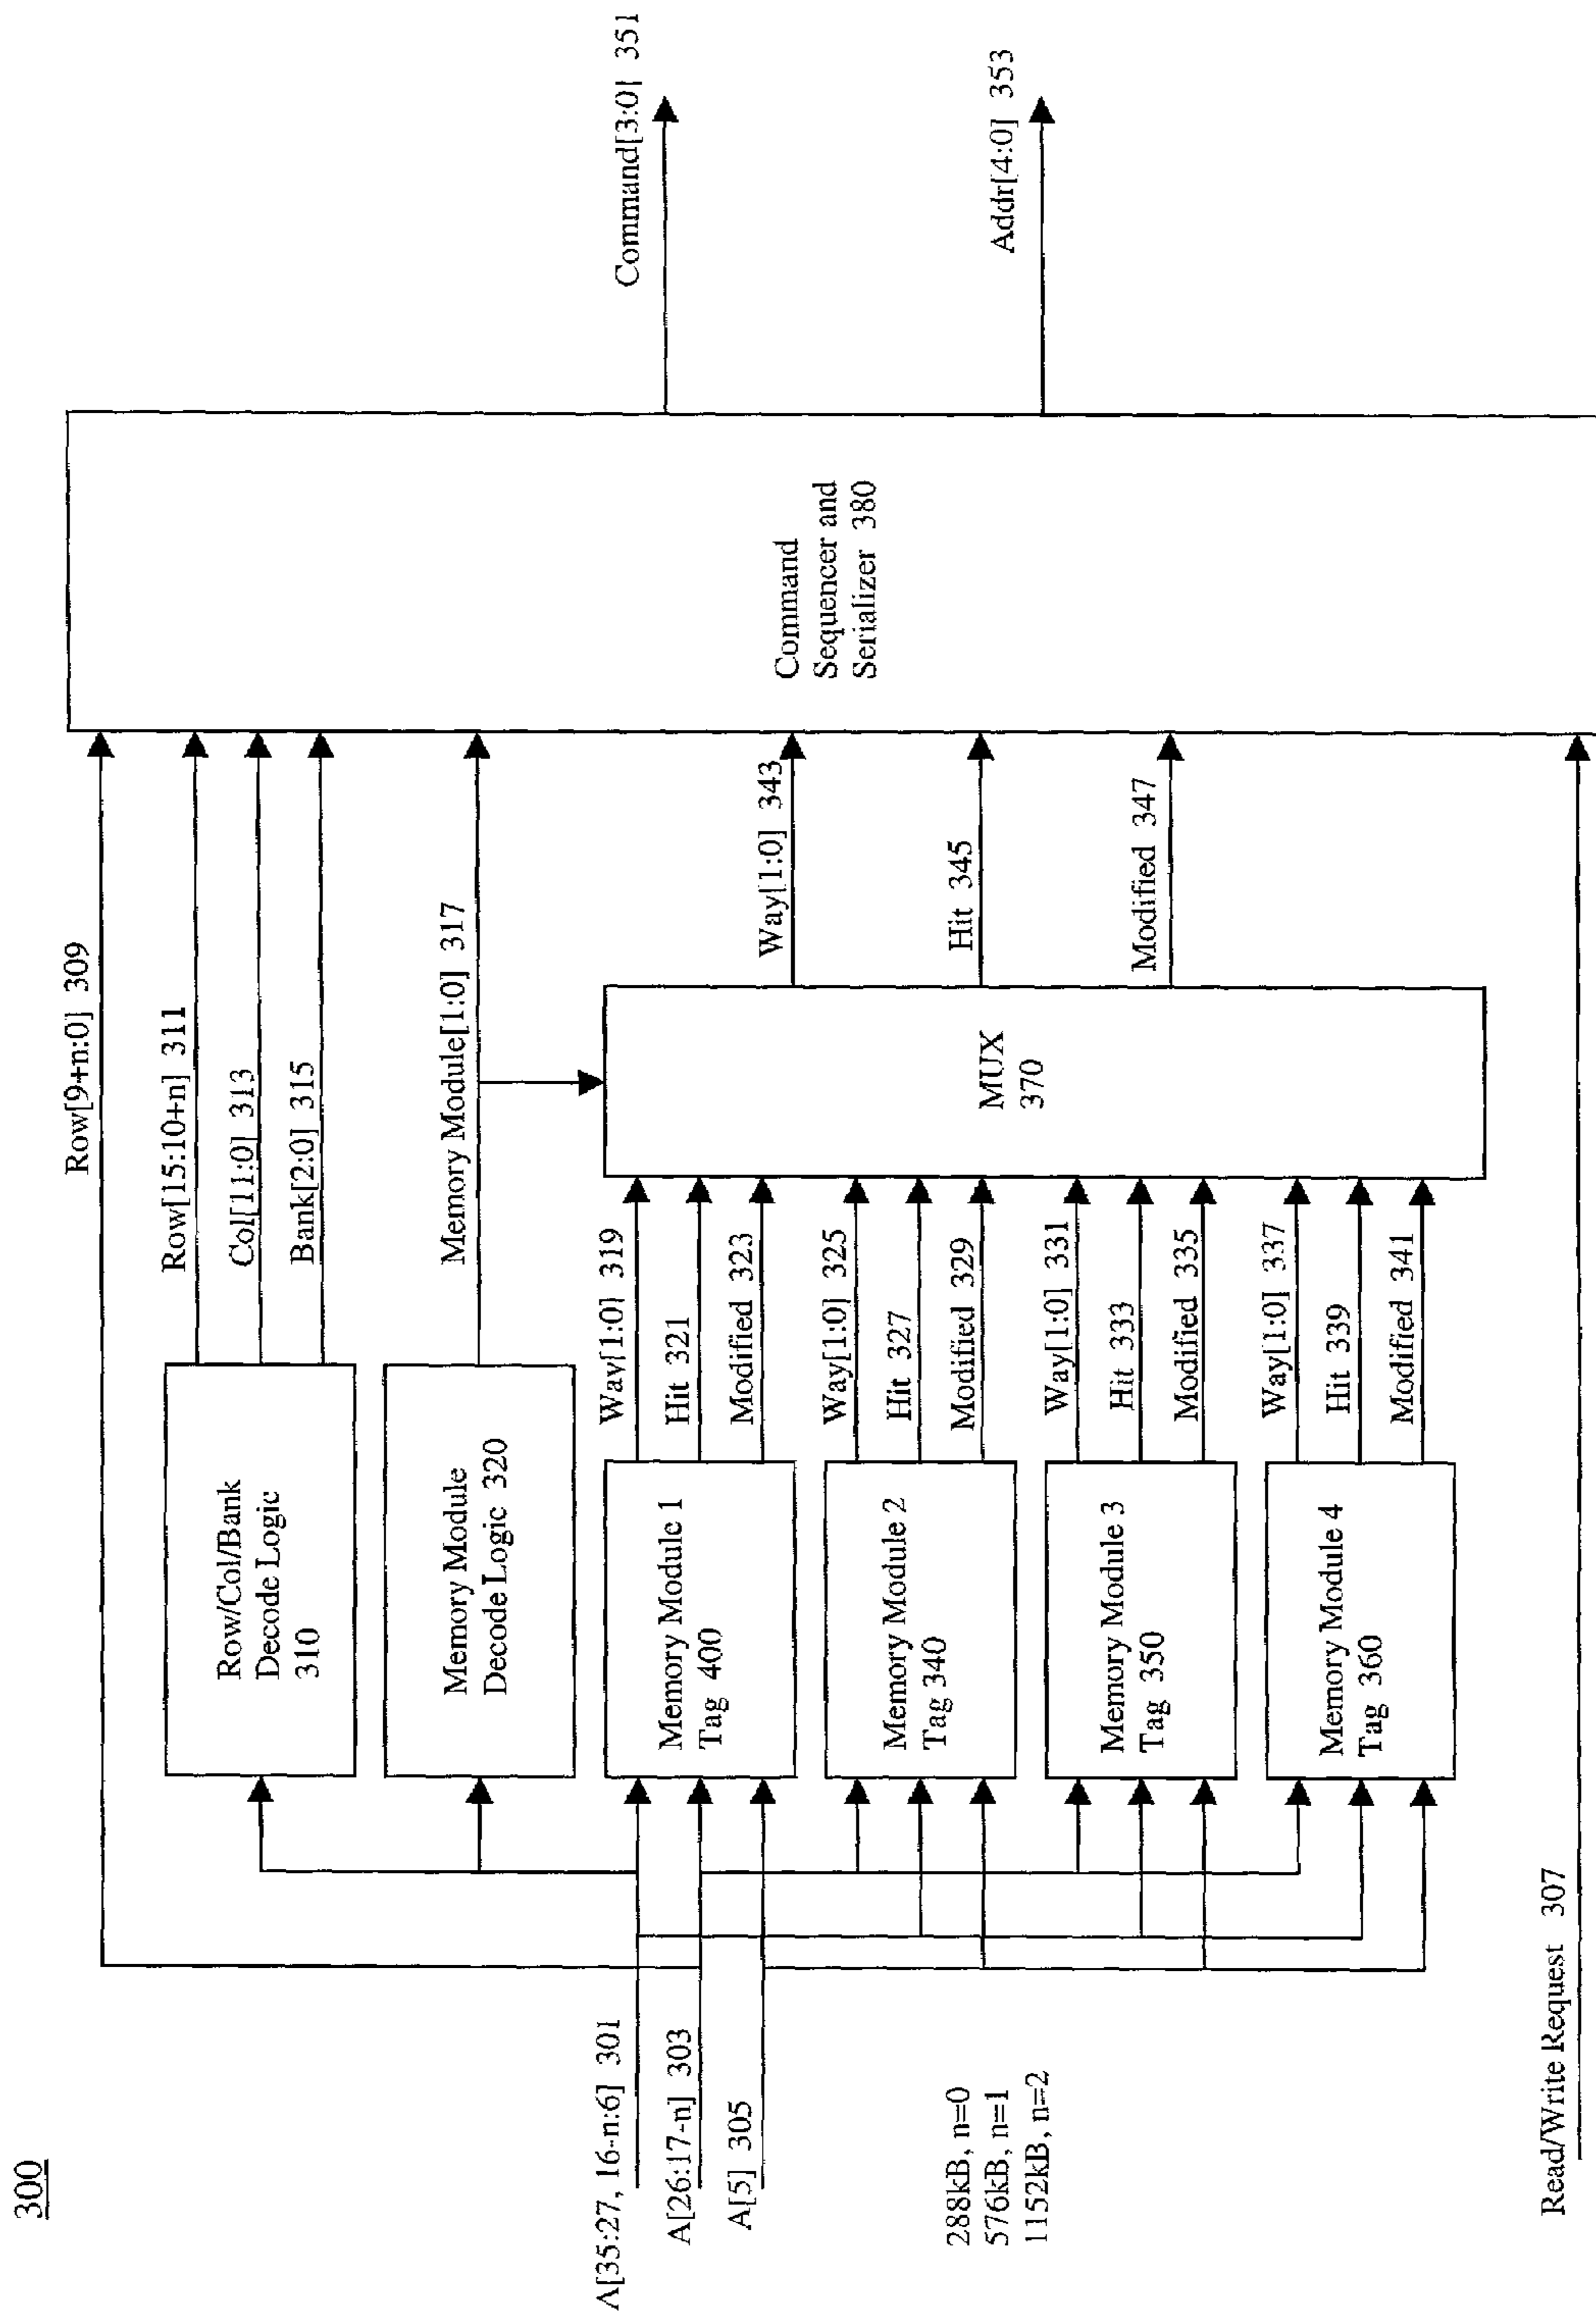 300
Row[9+n:0] 309
Row[15:10+n] 311
Col[11:0] 313
Bank[2:0] 315
Memory Module[1:0] 317
Row/Col/Bank
Decode Logic
310
Memory Module
Decode Logic 320
Memory Module 1
Tag 400
Memory Module 2
Tag 340
Memory Module 3
Tag 350
Memory Module 4
Tag 360
Way[1:0] 319
Hit 321
Modified 323
Way[1:0] 325
Hit 327
Modified 329
Way[1:0] 331
Hit 333
Modified 335
Way[1:0] 337
Hit 339
Modified 341
MUX
370
Way[1:0] 343
Hit 345
Modified 347
Command
Sequencer and
Serializer 380
Command[3:0] 351
Addr[4:0] 353
A[35:27, 16-n:6] 301
A[26:17-n] 303
A[5] 305
288kB, n=0
576kB, n=1
1152kB, n=2
Read/Write Request 307